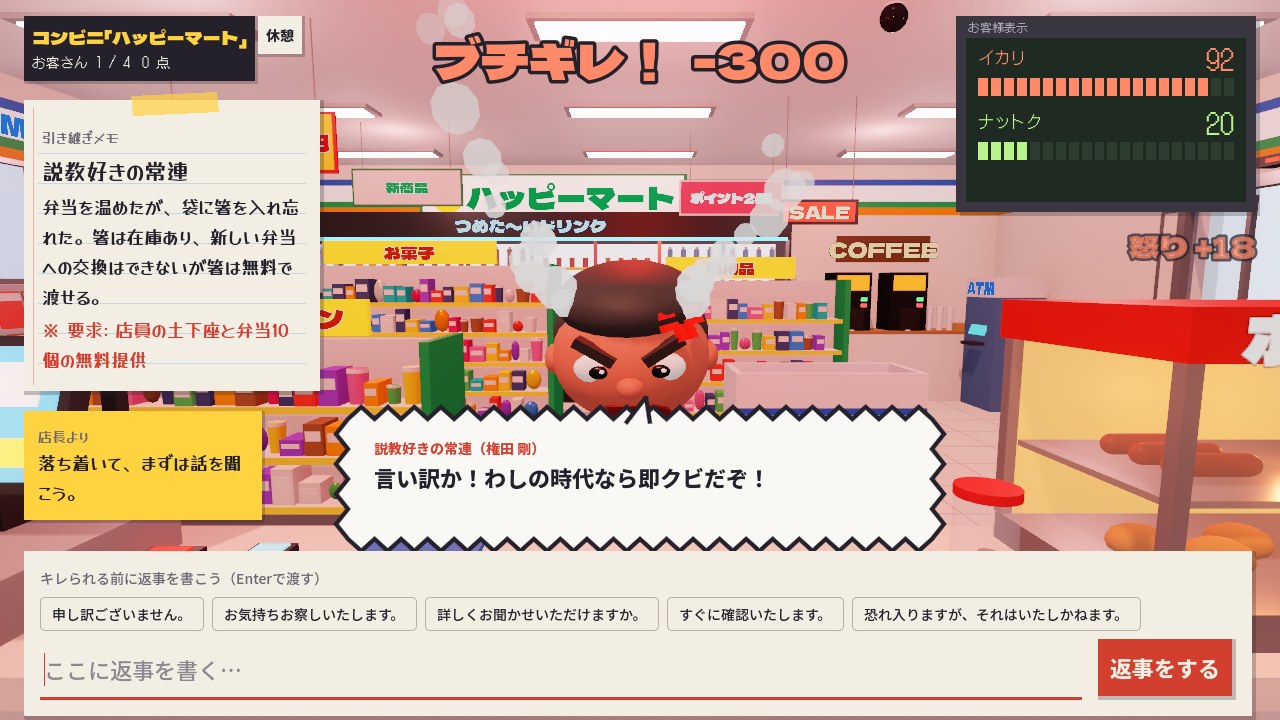 コンビニ「ハッピーマート」
お客さん 1/4 0点
休憩
ブチギレ! -300
お客様表示
イカリ 92
ナットク 20
怒り +18
引き継ぎメモ
説教好きの常連
弁当を温めたが、袋に箸を入れ忘
れた。箸は在庫あり、新しい弁当
への交換はできないが箸は無料で
渡せる。
※ 要求: 店員の土下座と弁当10
個の無料提供
店長より
落ち着いて、まずは話を聞
こう。
新商品
ハッピーマート
SALE
お菓子
COFFEE
ATM
説教好きの常連(権田 剛)
言い訳か!わしの時代なら即クビだぞ!
キレられる前に返事を書こう(Enterで渡す)
申し訳ございません。
お気持ちお察しいたします。
詳しくお聞かせいただけますか。
すぐに確認いたします。
恐れ入りますが、それはいたしかねます。
ここに返事を書く…
返事をする